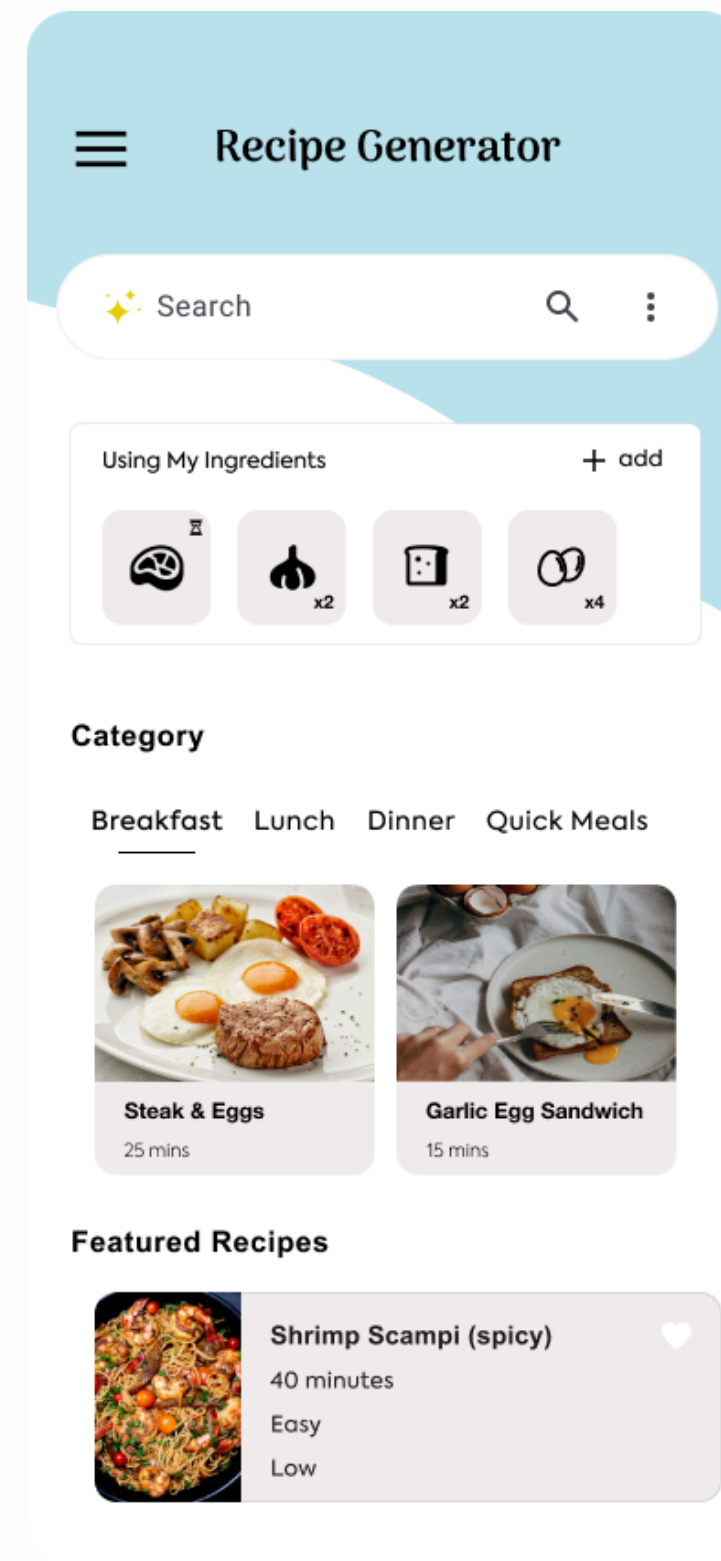 Recipe Generator
Search
Using My Ingredients + add
x2 x2 x4
Category
Breakfast Lunch Dinner Quick Meals
Steak & Eggs Garlic Egg Sandwich
25 mins 15 mins
Featured Recipes
Shrimp Scampi (spicy)
40 minutes
Easy
Low